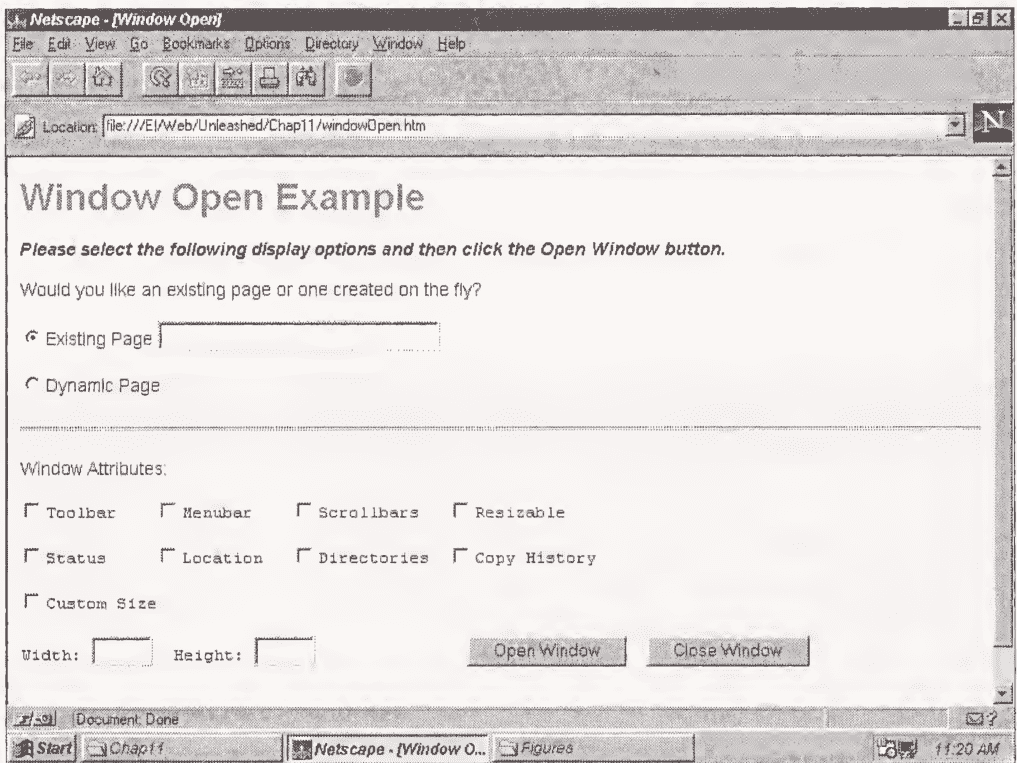 Netscape - [Window Open]
File Edit View Go Bookmarks Options Directory Window Help
Location: file:///E|/Web/Unleashed/Chap11/windowOpen.htm
N
Window Open Example
Please select the following display options and then click the Open Window button.
Would you like an existing page or one created on the fly?
Existing Page
Dynamic Page
Window Attributes:
Toolbar Menubar Scrollbars Resizable
Status Location Directories Copy History
Custom Size
Width: Height: Open Window Close Window
Document: Done
Start Chap11 Netscape - [Window O... Figures 11:20 AM